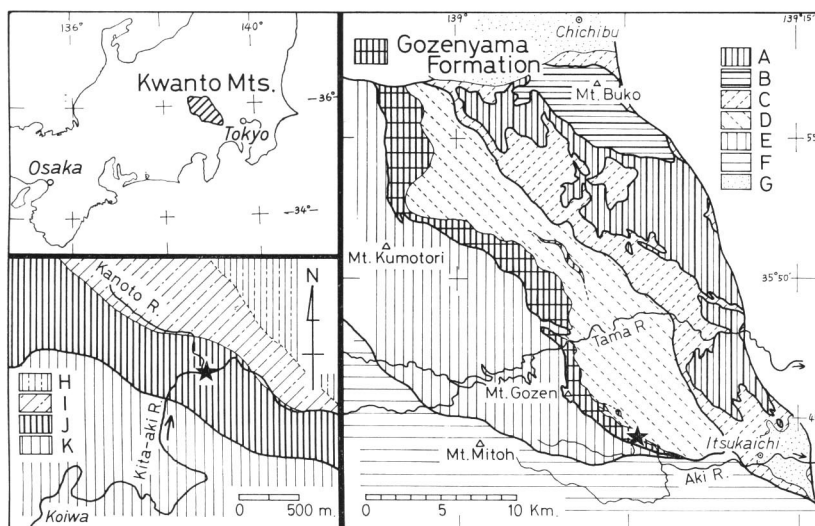 136°
140°
Kwanto Mts.
36°
Tokyo
Osaka
34°
Kanoto R.
N
H
I
J
K
Kita-aki R.
Koiwa
0 500 m.
139°
139°15'
Chichibu
Gozenyama
Formation
Mt. Buko
A
B
C
D
E
F
G
55'
Mt. Kumotori
35°50'
Tama R.
Mt. Gozen
Itsukaichi
Mt. Mitoh
Aki R.
0 5 10 Km.